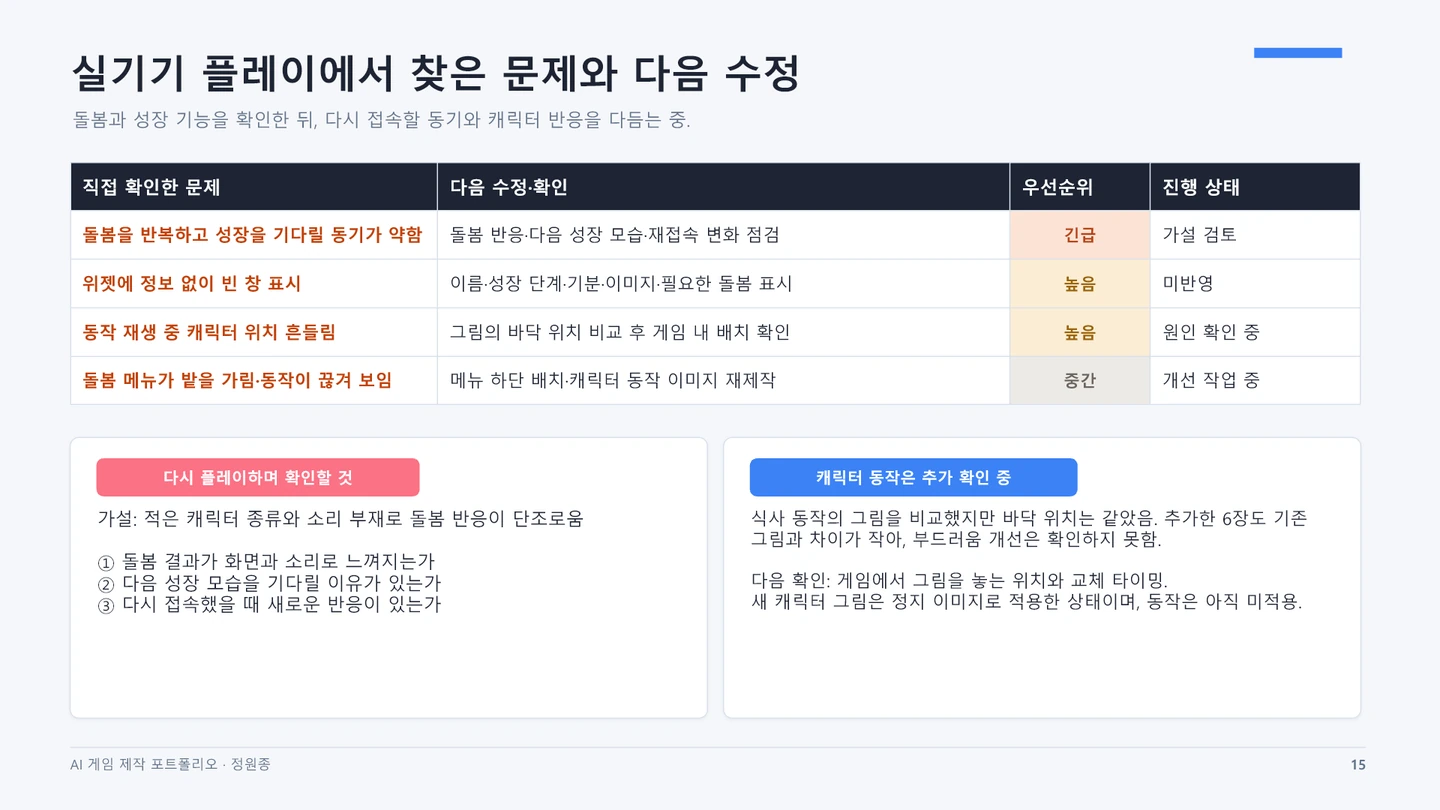 실기기 플레이에서 찾은 문제와 다음 수정
돌봄과 성장 기능을 확인한 뒤, 다시 접속할 동기와 캐릭터 반응을 다듬는 중.
직접 확인한 문제
다음 수정·확인
우선순위
진행 상태
돌봄을 반복하고 성장을 기다릴 동기가 약함
돌봄 반응·다음 성장 모습·재접속 변화 점검
긴급
가설 검토
위젯에 정보 없이 빈 창 표시
이름·성장 단계·기분·이미지·필요한 돌봄 표시
높음
미반영
동작 재생 중 캐릭터 위치 흔들림
그림의 바닥 위치 비교 후 게임 내 배치 확인
높음
원인 확인 중
돌봄 메뉴가 밭을 가림·동작이 끊겨 보임
메뉴 하단 배치·캐릭터 동작 이미지 재제작
중간
개선 작업 중
다시 플레이하며 확인할 것
가설: 적은 캐릭터 종류와 소리 부재로 돌봄 반응이 단조로움
① 돌봄 결과가 화면과 소리로 느껴지는가
② 다음 성장 모습을 기다릴 이유가 있는가
③ 다시 접속했을 때 새로운 반응이 있는가
캐릭터 동작은 추가 확인 중
식사 동작의 그림을 비교했지만 바닥 위치는 같았음. 추가한 6장도 기존
그림과 차이가 작아, 부드러움 개선은 확인하지 못함.
다음 확인: 게임에서 그림을 놓는 위치와 교체 타이밍.
새 캐릭터 그림은 정지 이미지로 적용한 상태이며, 동작은 아직 미적용.
AI 게임 제작 포트폴리오 · 정원종
15